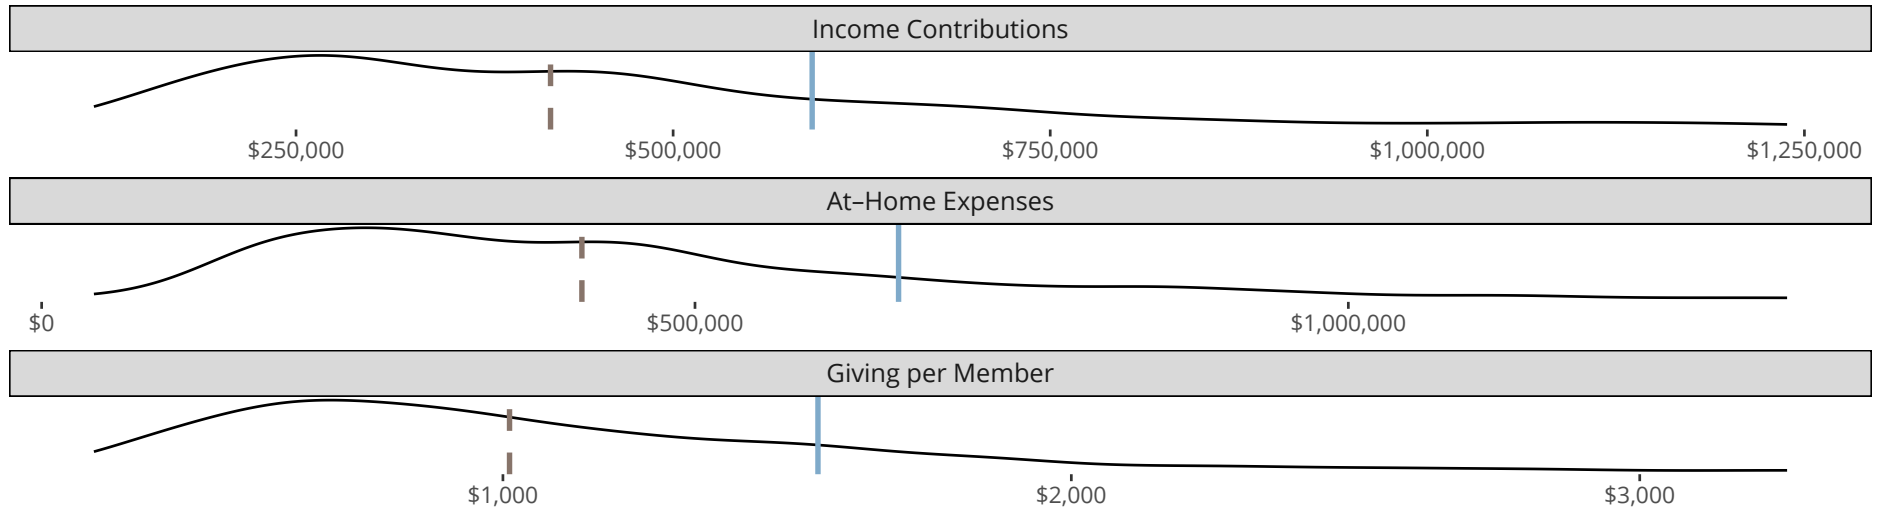 Income Contributions
$250,000 $500,000 $750,000 $1,000,000 $1,250,000
At–Home Expenses
$0 $500,000 $1,000,000
Giving per Member
$1,000 $2,000 $3,000